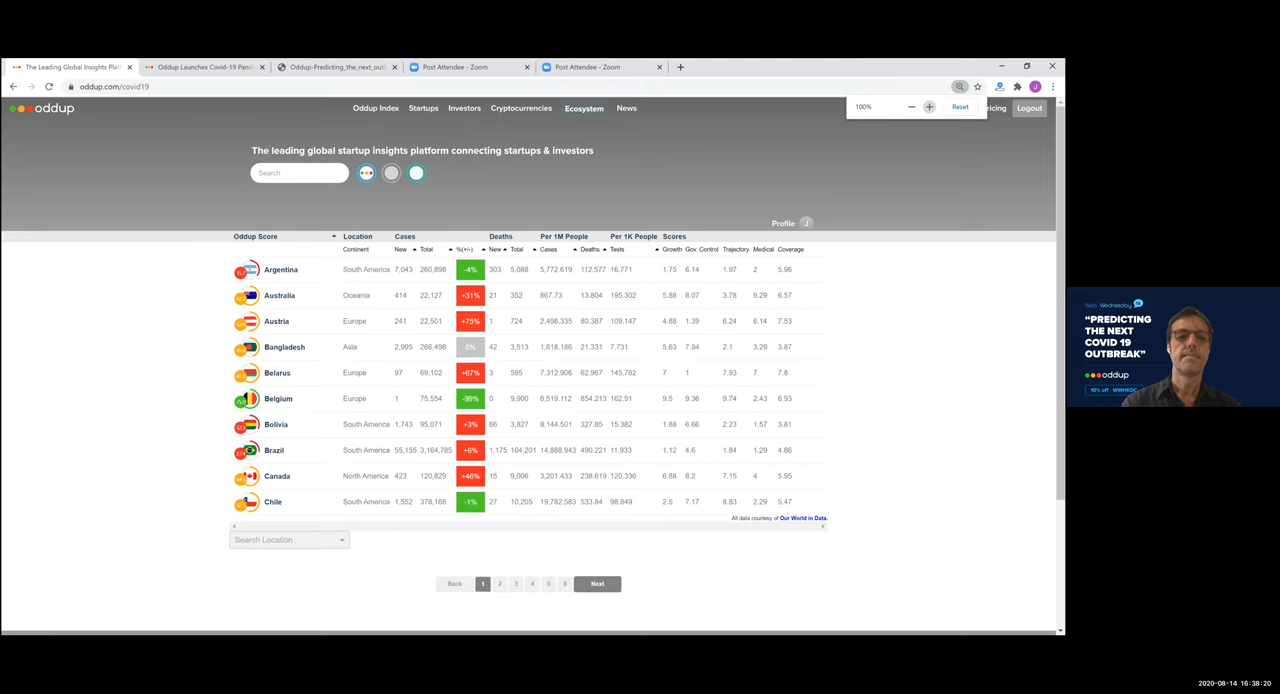 The Leading Global Insights Platf
Oddup Launches Covid-19 Pand
Oddup-Predicting_the_next_outl
Post Attendee - Zoom
Post Attendee - Zoom
oddup.com/covid19
oddup
Oddup Index Startups Investors Cryptocurrencies Ecosystem News
100%
Reset
ricing
Logout
The leading global startup insights platform connecting startups & investors
Search
Profile J
Oddup Score Location Cases Deaths Per 1M People Per 1K People Scores
Continent New Total %(+/-) New Total Cases Deaths Tests Growth Gov. Control Trajectory Medical Coverage
Argentina South America 7,043 260,898 -4% 303 5,088 5,772.619 112.577 16.771 1.75 6.14 1.97 2 5.96
Australia Oceania 414 22,127 +31% 21 352 867.73 13.804 195.302 5.88 8.07 3.78 9.29 6.57
Austria Europe 241 22,501 +75% 1 724 2,498.335 80.387 109.147 4.88 1.39 6.24 6.14 7.53
Bangladesh Asia 2,995 266,498 0% 42 3,513 1,618.186 21.331 7.731 5.63 7.94 2.1 3.29 3.87
Belarus Europe 97 69,102 +67% 3 595 7,312.906 62.967 145.782 7 1 7.93 7 7.8
Belgium Europe 1 75,554 -99% 0 9,900 6,519.112 854.213 162.91 9.5 9.36 9.74 2.43 6.93
Bolivia South America 1,743 95,071 +3% 66 3,827 8,144.501 327.85 15.382 1.88 6.66 2.23 1.57 3.81
Brazil South America 55,155 3,164,785 +6% 1,175 104,201 14,888.943 490.221 11.933 1.12 4.6 1.84 1.29 4.86
Canada North America 423 120,829 +46% 15 9,006 3,201.433 238.619 120.336 6.88 8.2 7.15 4 5.95
Chile South America 1,552 378,168 -1% 27 10,205 19,782.583 533.84 98.849 2.5 7.17 8.83 2.29 5.47
All data courtesy of Our World in Data.
Search Location
Back 1 2 3 4 5 6 Next
Web Wednesday
“PREDICTING
THE NEXT
COVID 19
OUTBREAK”
oddup
10% off - WWHKDC
2020-08-14 16:38:20